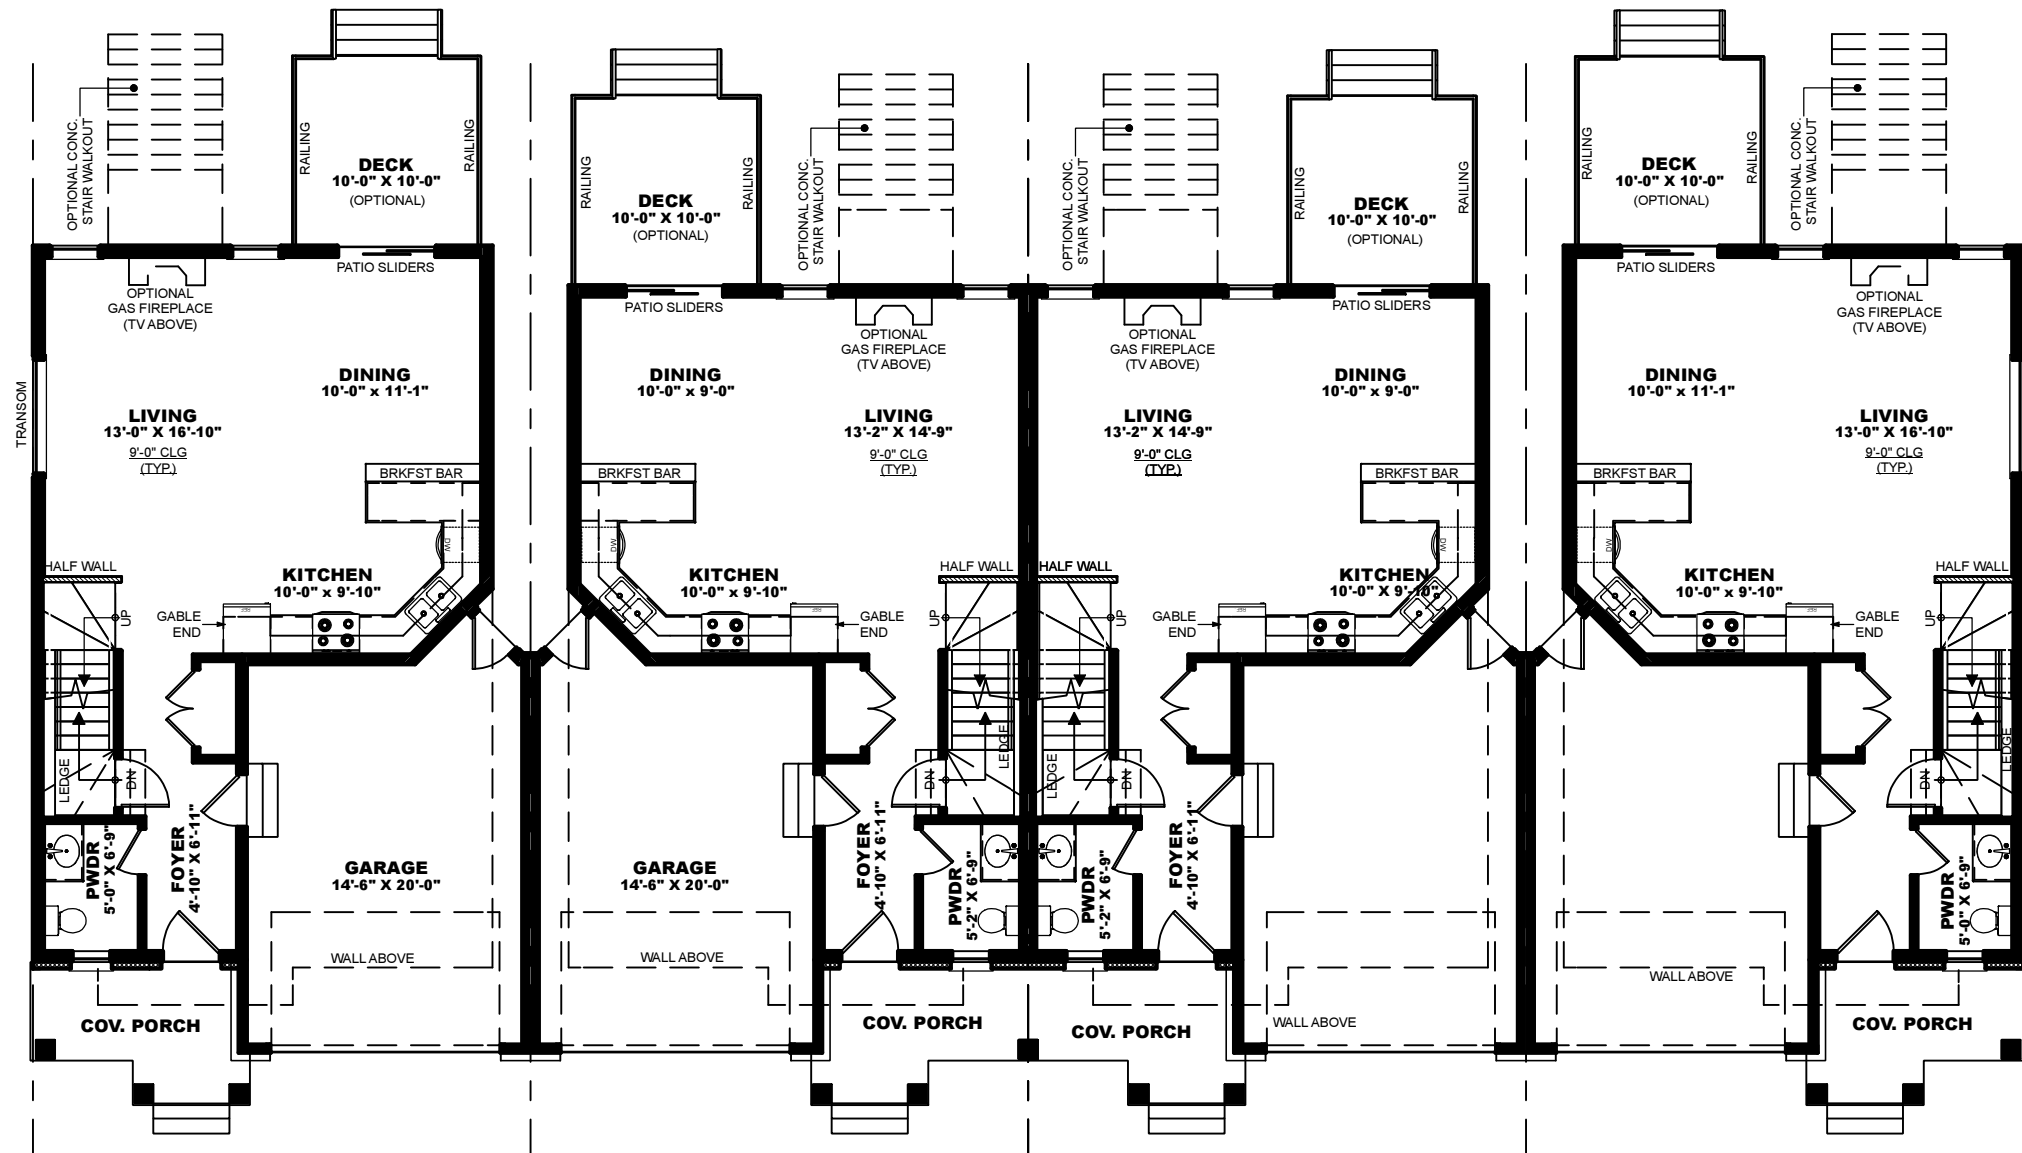 OPTIONAL CONC.
STAIR WALKOUT
RAILING
RAILING
DECK
10'-0" X 10'-0"
(OPTIONAL)
PATIO SLIDERS
OPTIONAL
GAS FIREPLACE
(TV ABOVE)
TRANSOM
DINING
10'-0" x 11'-1"
LIVING
13'-0" X 16'-10"
9'-0" CLG
(TYP.)
BRKFST BAR
DW
HALF WALL
KITCHEN
10'-0" x 9'-10"
UP
GABLE
END
REF
LEDGE
DN
PWDR
5'-0" X 6'-9"
FOYER
4'-10" X 6'-11"
GARAGE
14'-6" X 20'-0"
WALL ABOVE
COV. PORCH
RAILING
RAILING
DECK
10'-0" X 10'-0"
(OPTIONAL)
OPTIONAL CONC.
STAIR WALKOUT
PATIO SLIDERS
OPTIONAL
GAS FIREPLACE
(TV ABOVE)
DINING
10'-0" x 9'-0"
LIVING
13'-2" X 14'-9"
9'-0" CLG
(TYP.)
BRKFST BAR
DW
HALF WALL
KITCHEN
10'-0" x 9'-10"
REF
GABLE
END
UP
LEDGE
DN
GARAGE
14'-6" X 20'-0"
FOYER
4'-10" X 6'-11"
PWDR
5'-2" X 6'-9"
WALL ABOVE
COV. PORCH
OPTIONAL CONC.
STAIR WALKOUT
RAILING
RAILING
DECK
10'-0" X 10'-0"
(OPTIONAL)
PATIO SLIDERS
OPTIONAL
GAS FIREPLACE
(TV ABOVE)
DINING
10'-0" x 9'-0"
LIVING
13'-2" X 14'-9"
9'-0" CLG
(TYP.)
BRKFST BAR
DW
HALF WALL
KITCHEN
10'-0" X 9'-10"
UP
GABLE
END
REF
LEDGE
DN
PWDR
5'-2" X 6'-9"
FOYER
4'-10" X 6'-11"
WALL ABOVE
COV. PORCH
RAILING
RAILING
DECK
10'-0" X 10'-0"
(OPTIONAL)
OPTIONAL CONC.
STAIR WALKOUT
PATIO SLIDERS
OPTIONAL
GAS FIREPLACE
(TV ABOVE)
DINING
10'-0" x 11'-1"
LIVING
13'-0" X 16'-10"
9'-0" CLG
(TYP.)
BRKFST BAR
DW
HALF WALL
KITCHEN
10'-0" x 9'-10"
REF
GABLE
END
UP
LEDGE
DN
PWDR
5'-0" X 6'-9"
WALL ABOVE
COV. PORCH